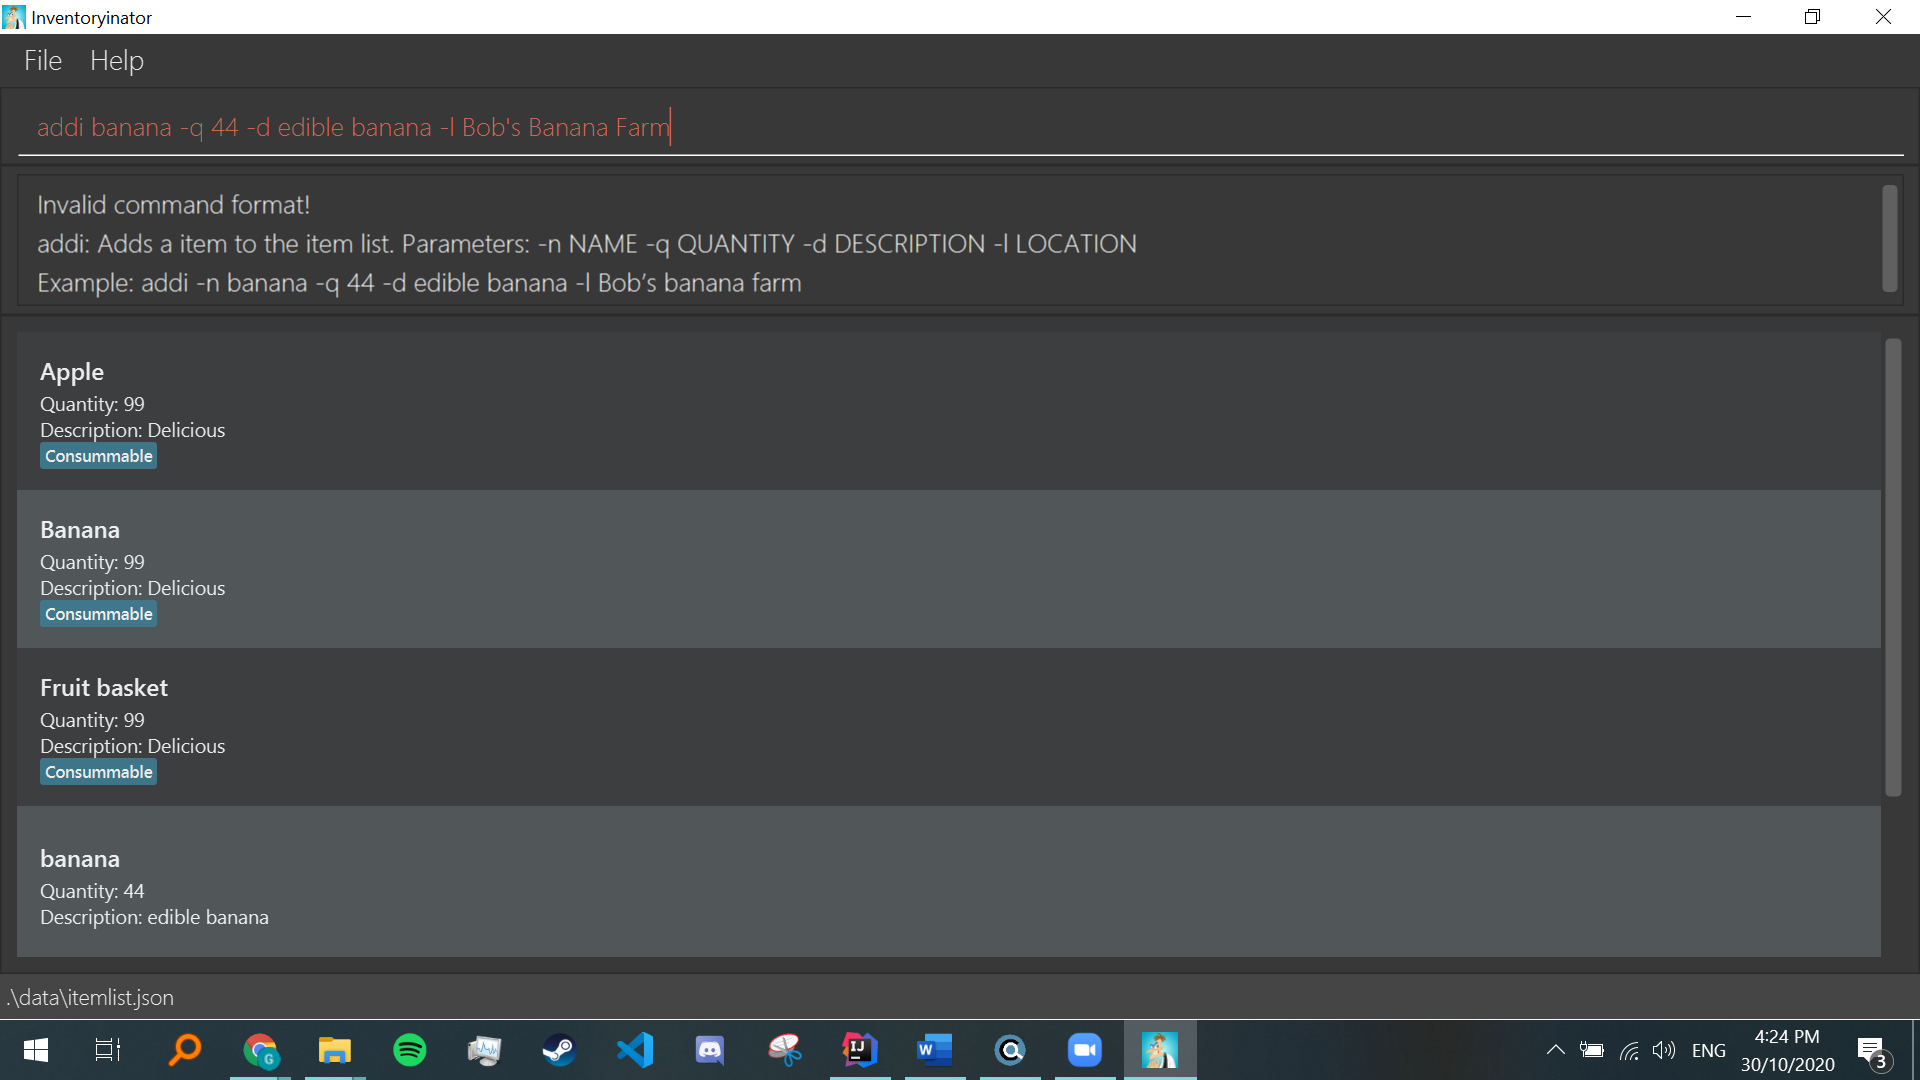 Inventoryinator
File Help
addi banana -q 44 -d edible banana -l Bob's Banana Farm
Invalid command format!
addi: Adds a item to the item list. Parameters: -n NAME -q QUANTITY -d DESCRIPTION -l LOCATION
Example: addi -n banana -q 44 -d edible banana -l Bob’s banana farm
Apple
Quantity: 99
Description: Delicious
Consummable
Banana
Quantity: 99
Description: Delicious
Consummable
Fruit basket
Quantity: 99
Description: Delicious
Consummable
banana
Quantity: 44
Description: edible banana
.\data\itemlist.json
G
IJ
W
ENG
4:24 PM
30/10/2020
3